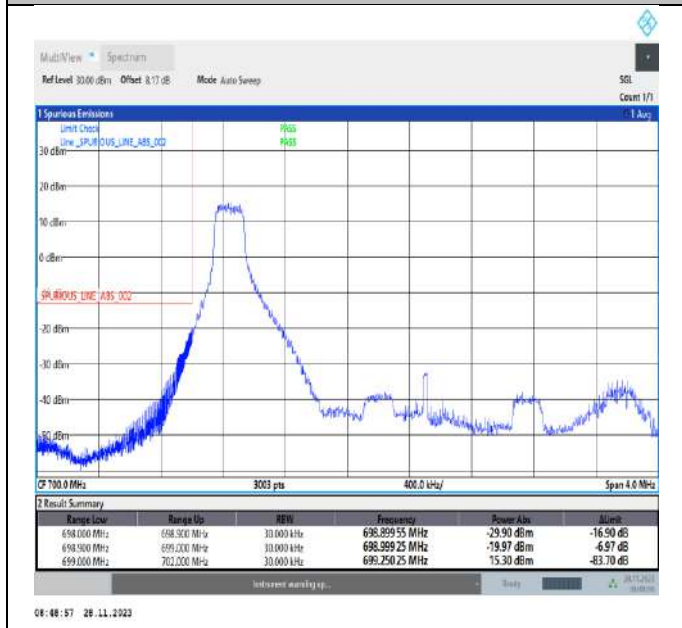 MultiView Spectrum
Ref Level 30.00 dBm Offset 8.17 dB Mode Auto Sweep SGL
Count 1/1
1 Spurious Emissions 1 Avg
Limit Check PASS
Line _SPURIOUS_LINE_ABS_002 PASS
30 dBm
20 dBm
10 dBm
0 dBm
_SPURIOUS_LINE_ABS_002
-20 dBm
-30 dBm
-40 dBm
-50 dBm
CF 700.0 MHz 3003 pts 400.0 kHz/ Span 4.0 MHz
2 Result Summary
Range Low Range Up RBW Frequency Power Abs ΔLimit
698.000 MHz 698.900 MHz 30.000 kHz 698.899 55 MHz -29.90 dBm -16.90 dB
698.900 MHz 699.000 MHz 30.000 kHz 698.999 25 MHz -19.97 dBm -6.97 dB
699.000 MHz 702.000 MHz 30.000 kHz 699.250 25 MHz 15.30 dBm -83.70 dB
Instrument warming up... Ready 28.11.2023
08:48:57 28.11.2023